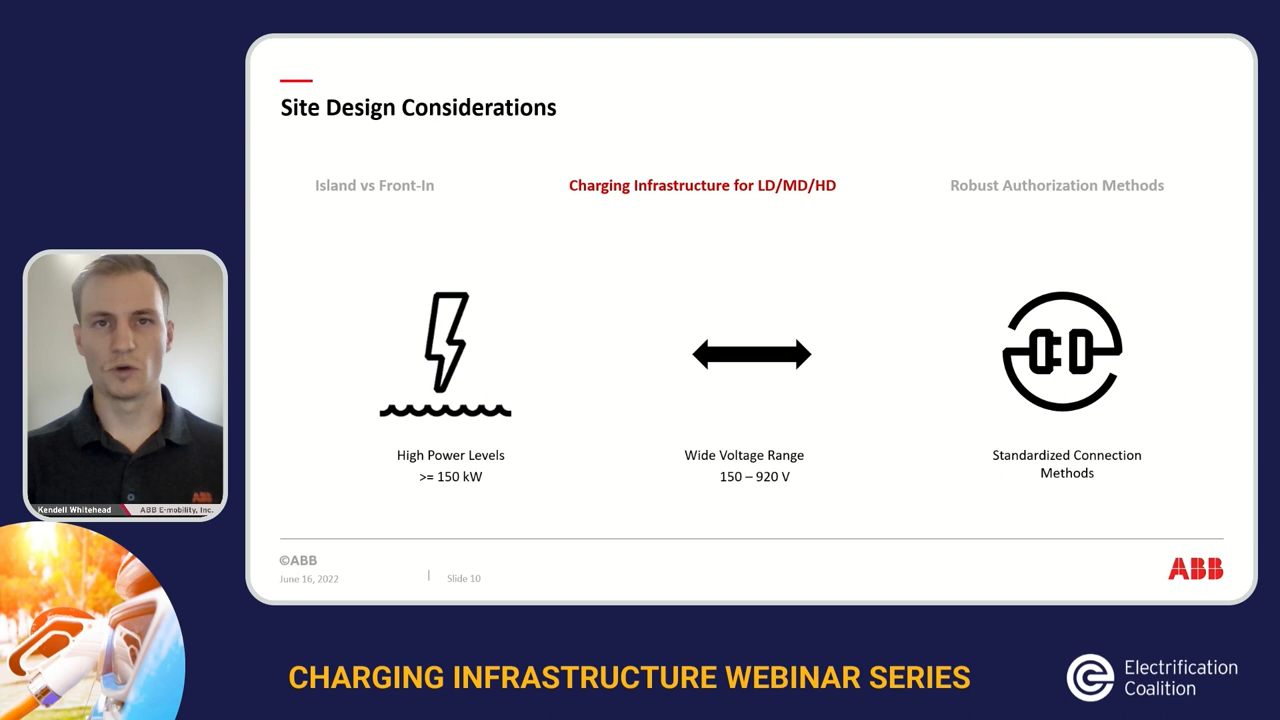 Site Design Considerations
Island vs Front-In
Charging Infrastructure for LD/MD/HD
Robust Authorization Methods
High Power Levels
>= 150 kW
Wide Voltage Range
150 – 920 V
Standardized Connection
Methods
©ABB
June 16, 2022
Slide 10
ABB
ABB
Kendell Whitehead
ABB E-mobility, Inc.
CHARGING INFRASTRUCTURE WEBINAR SERIES
Electrification
Coalition